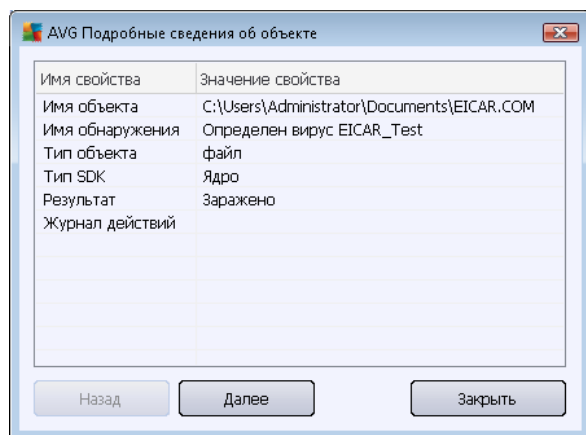 AVG Подробные сведения об объекте
Имя свойства Значение свойства
Имя объекта C:\Users\Administrator\Documents\EICAR.COM
Имя обнаружения Определен вирус EICAR_Test
Тип объекта файл
Тип SDK Ядро
Результат Заражено
Журнал действий
Назад Далее Закрыть